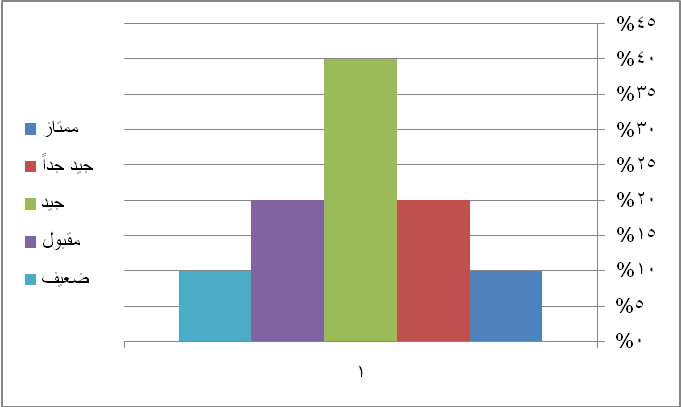 %٤٥
%٤٠
%٣٥
%٣٠
%٢٥
%٢٠
%١٥
%١٠
%٥
%٠
١
ممتاز
جيد جداً
جيد
مقبول
ضعيف